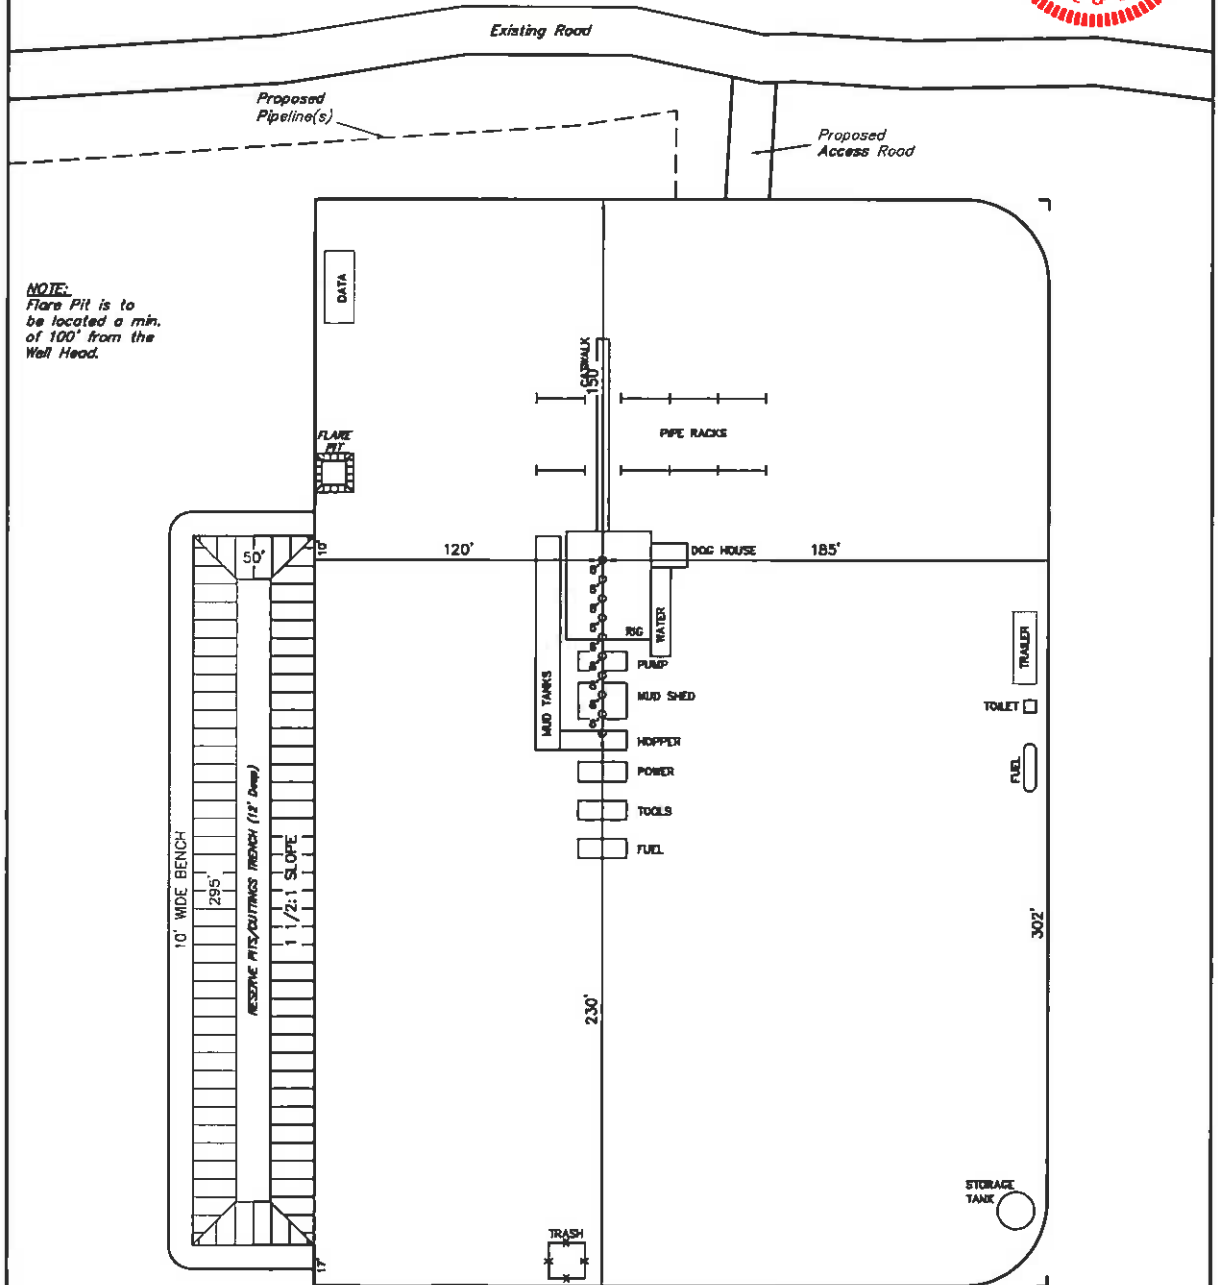 Existing Road
Proposed
Pipeline(s)
Proposed
Access Road
NOTE:
Flare Pit is to
be located a min.
of 100' from the
Well Head.
DATA
CATWALK
150'
PIPE RACKS
FLARE
PIT
50'
10'
120'
DOG HOUSE
185'
RIG
WATER
PUMP
MUD TANKS
MUD SHED
HOPPER
POWER
TOOLS
FUEL
TRAILER
TOILET
FUEL
10' WIDE BENCH
295'
RESERVE PITS/CUTTINGS TRENCH (12' Deep)
1 1/2:1 SLOPE
302'
230'
STORAGE
TANK
TRASH
17'